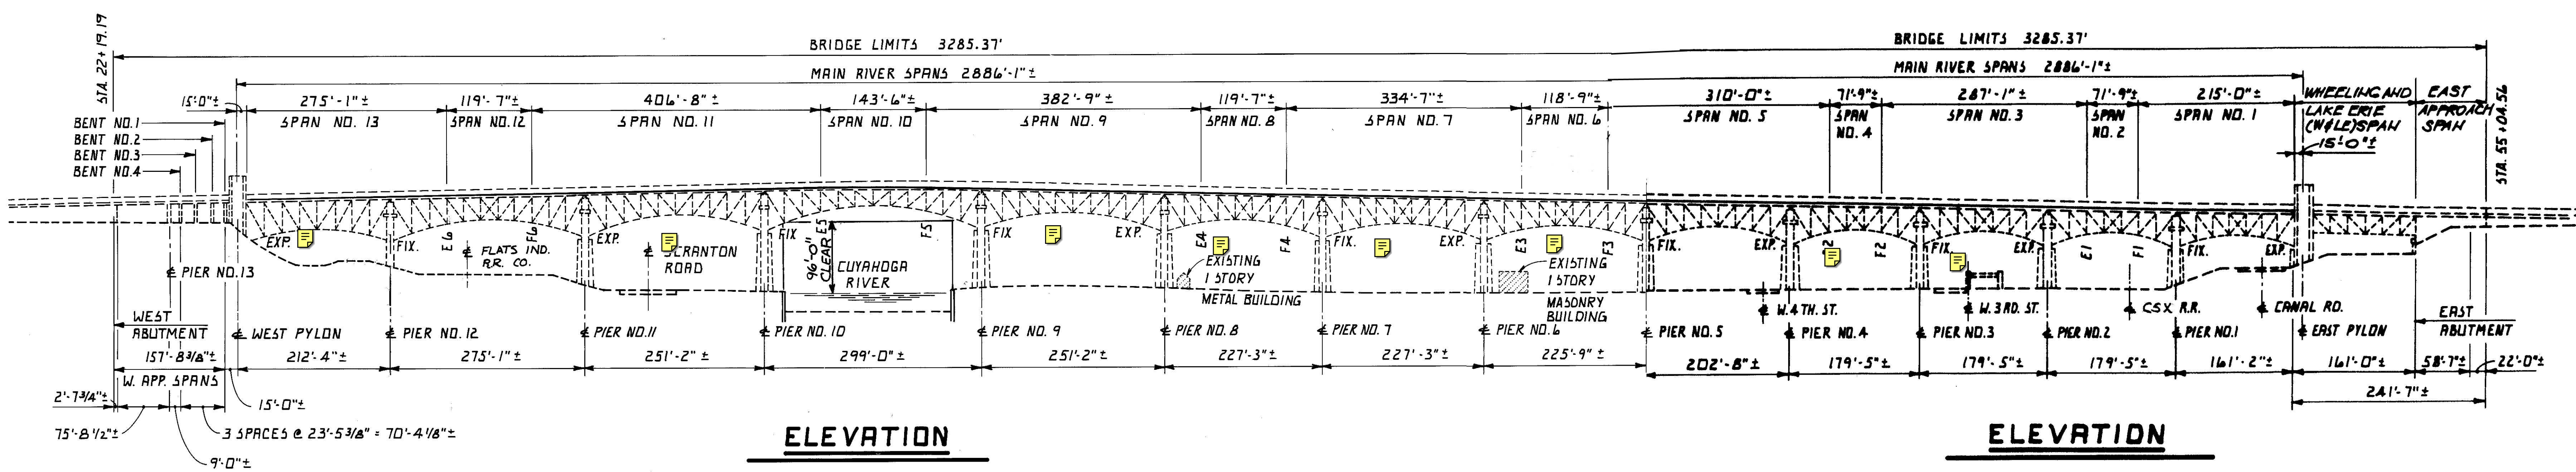 BRIDGE LIMITS 3285.37'
BRIDGE LIMITS 3285.37'
MAIN RIVER SPANS 2886'-1"±
MAIN RIVER SPANS 2886'-1"±
STA. 22+19.19
15'-0"±
275'-1"±
119'-7"±
406'-8"±
143'-6"±
382'-9"±
119'-7"±
334'-7"±
118'-9"±
310'-0"±
71'-9"±
287'-1"±
71'-9"±
215'-0"±
WHEELING AND
LAKE ERIE
(W&LE) SPAN
15'-0"±
EAST
APPROACH
SPAN
STA. 55+04.56
SPAN NO. 13
SPAN NO. 12
SPAN NO. 11
SPAN NO. 10
SPAN NO. 9
SPAN NO. 8
SPAN NO. 7
SPAN NO. 6
SPAN NO. 5
SPAN
NO. 4
SPAN NO. 3
SPAN
NO. 2
SPAN NO. 1
BENT NO.1
BENT NO.2
BENT NO.3
BENT NO.4
EXP.
FIX.
E6
F6
EXP.
FIX
E5
F5
FIX
EXP.
E4
F4
FIX.
EXP.
E3
F3
FIX.
EXP.
F2
FIX.
EXP.
E1
F1
FIX.
EXP.
℄ FLATS IND.
R.R. CO.
SCRANTON
ROAD
96'-0"
CLEAR
CUYAHOGA
RIVER
EXISTING
1 STORY
METAL BUILDING
EXISTING
1 STORY
MASONRY
BUILDING
℄ W.4TH. ST.
℄ W. 3RD. ST.
℄ CSX R.R.
℄ CANAL RD.
℄ PIER NO.13
WEST
ABUTMENT
℄ WEST PYLON
℄ PIER NO. 12
℄ PIER NO.11
℄ PIER NO. 10
℄ PIER NO. 9
℄ PIER NO. 8
℄ PIER NO. 7
℄ PIER NO. 6
℄ PIER NO. 5
℄ PIER NO. 4
℄ PIER NO. 3
℄ PIER NO. 2
℄ PIER NO.1
℄ EAST PYLON
EAST
ABUTMENT
157'-8 3/8"±
212'-4"±
275'-1"±
251'-2"±
299'-0"±
251'-2"±
227'-3"±
227'-3"±
225'-9"±
202'-8"±
179'-5"±
179'-5"±
179'-5"±
161'-2"±
161'-0"±
58'-7"±
22'-0"±
W. APP. SPANS
2'-7 3/4"±
15'-0"±
241'-7"±
75'-8 1/2"±
3 SPACES @ 23'-5 3/8" = 70'-4 1/8"±
9'-0"±
ELEVATION
ELEVATION